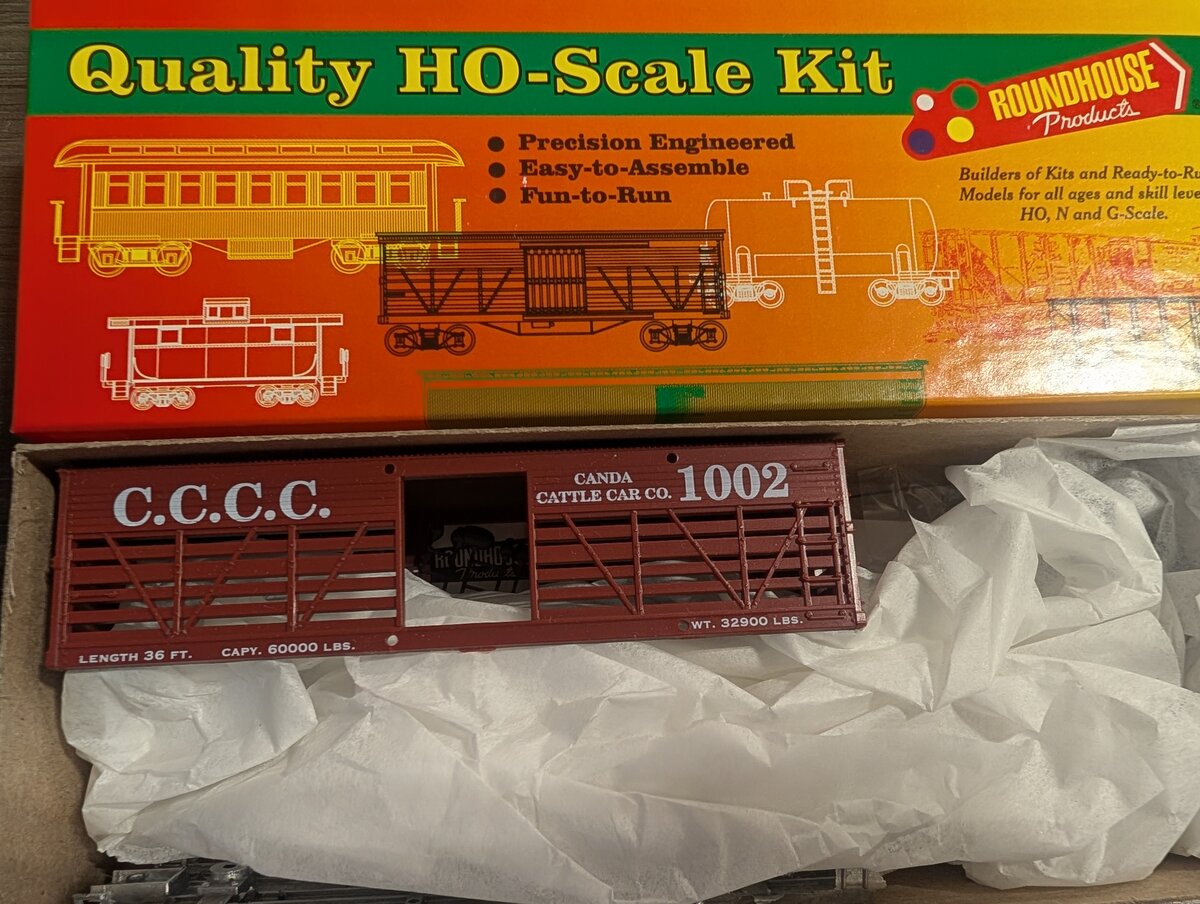 Quality HO-Scale Kit
ROUNDHOUSE
Products
Precision Engineered
Easy-to-Assemble
Fun-to-Run
Builders of Kits and Ready-to-Ru
Models for all ages and skill leve
HO, N and G-Scale.
C.C.C.C.
CANDA
CATTLE CAR CO. 1002
ROUNDHOUS
Products
LENGTH 36 FT. CAPY. 60000 LBS.
WT. 32900 LBS.